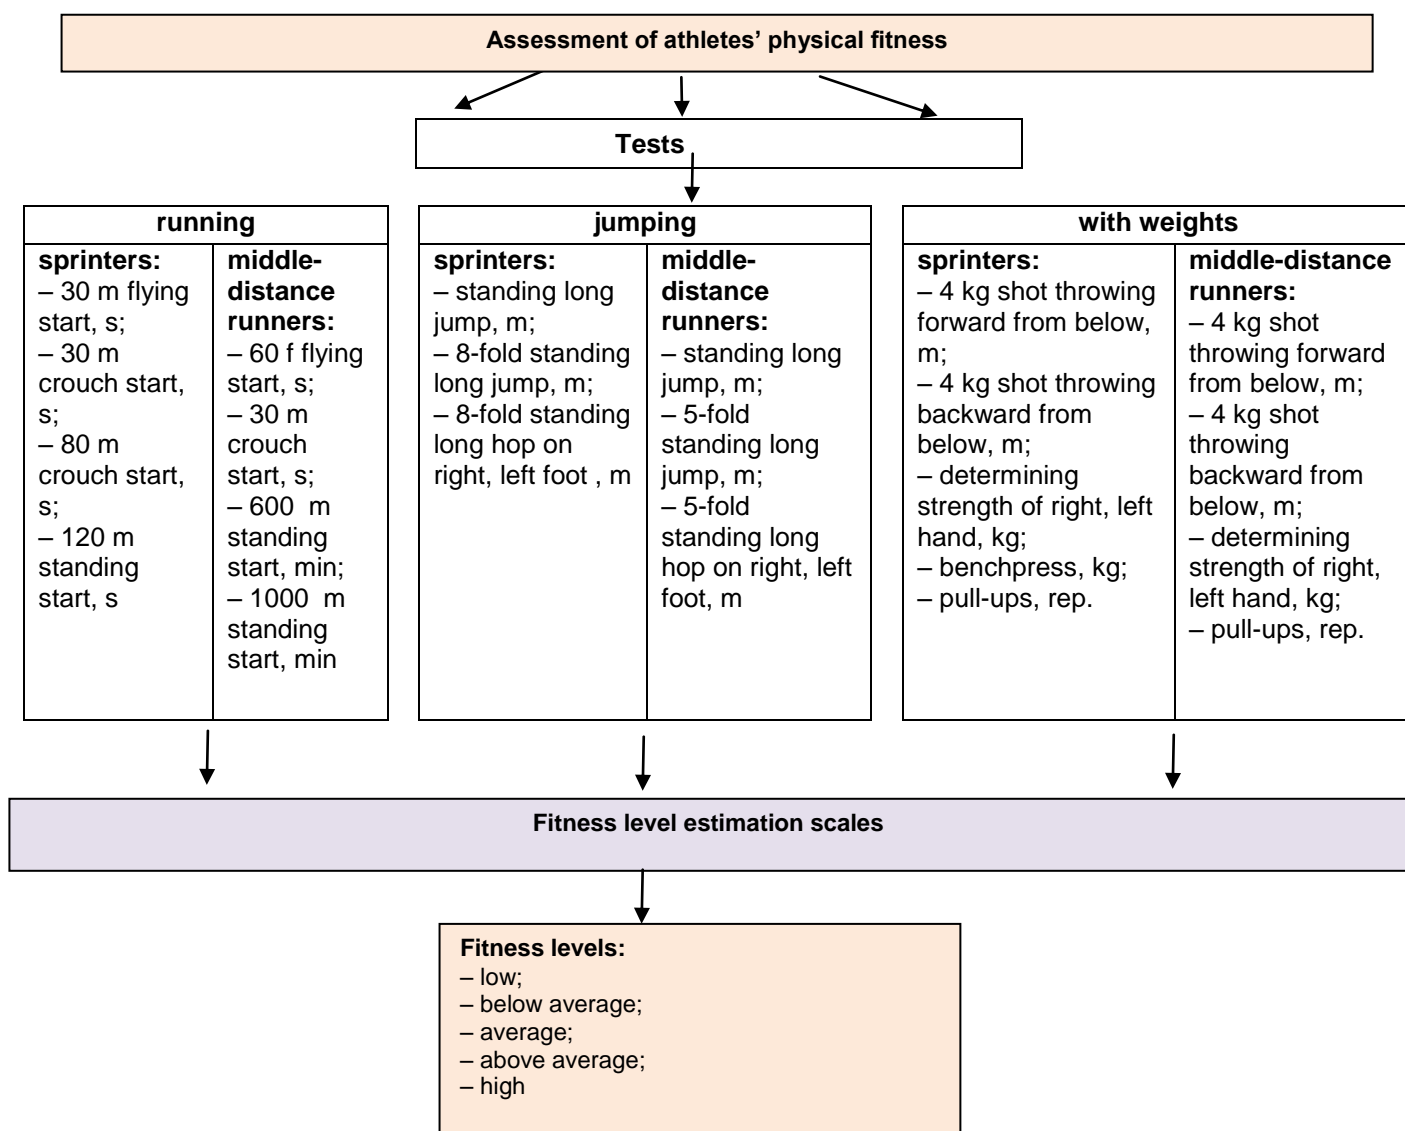 Assessment of athletes’ physical fitness
Tests
running
sprinters:
– 30 m flying
start, s;
– 30 m
crouch start,
s;
– 80 m
crouch start,
s;
– 120 m
standing
start, s
middle-
distance
runners:
– 60 f flying
start, s;
– 30 m
crouch
start, s;
– 600 m
standing
start, min;
– 1000 m
standing
start, min
jumping
sprinters:
– standing long
jump, m;
– 8-fold standing
long jump, m;
– 8-fold standing
long hop on
right, left foot , m
middle-
distance
runners:
– standing long
jump, m;
– 5-fold
standing long
jump, m;
– 5-fold
standing long
hop on right, left
foot, m
with weights
sprinters:
– 4 kg shot throwing
forward from below,
m;
– 4 kg shot throwing
backward from
below, m;
– determining
strength of right, left
hand, kg;
– benchpress, kg;
– pull-ups, rep.
middle-distance
runners:
– 4 kg shot
throwing forward
from below, m;
– 4 kg shot
throwing
backward from
below, m;
– determining
strength of right,
left hand, kg;
– pull-ups, rep.
Fitness level estimation scales
Fitness levels:
– low;
– below average;
– average;
– above average;
– high